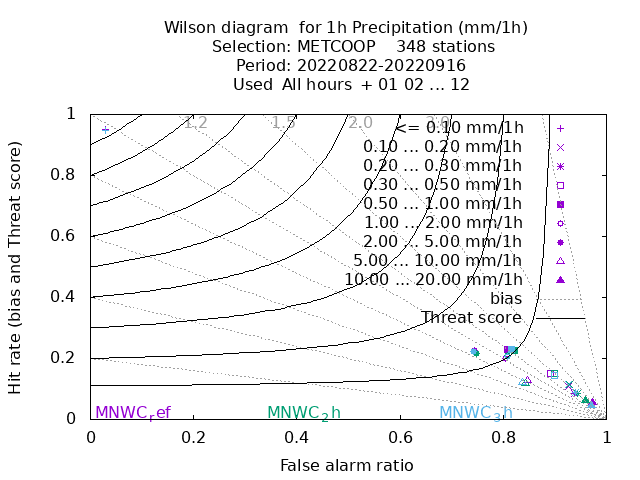 Wilson diagram  for 1h Precipitation (mm/1h)
Selection: METCOOP    348 stations
Period: 20220822-20220916
Used  All hours  + 01 02 ... 12
Hit rate (bias and Threat score)
1
0.8
0.6
0.4
0.2
0
1.2
1.5
2.0
<= 0.10 mm/1h
0.10 ... 0.20 mm/1h
0.20 ... 0.30 mm/1h
0.30 ... 0.50 mm/1h
0.50 ... 1.00 mm/1h
1.00 ... 2.00 mm/1h
2.00 ... 5.00 mm/1h
5.00 ... 10.00 mm/1h
10.00 ... 20.00 mm/1h
bias
Threat score
MNWC_ref
MNWC_2h
MNWC_3h
0 0.2 0.4 0.6 0.8 1
False alarm ratio